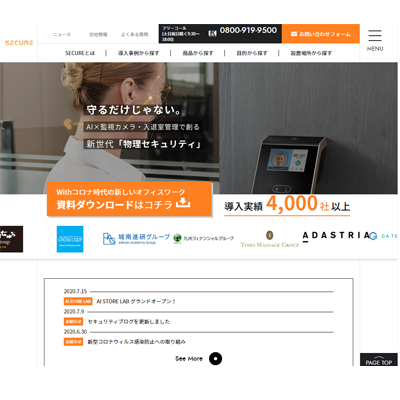 SECURE
ニュース
会社情報
よくある質問
フリーコール
(土日祝日除く9:30〜18:00)
0800-919-9500
お問い合わせフォーム
MENU
SECUREとは
導入事例から探す
商品から探す
目的から探す
設置場所から探す
守るだけじゃない。
AI×監視カメラ・入退室管理で創る
新世代「物理セキュリティ」
Withコロナ時代の新しいオフィスワーク
資料ダウンロードはコチラ
導入実績 4,000 社以上
城南進研グループ
Johnan Academy Group
九州フィナンシャルグループ
TOHO MASSAGE GROUP
ADASTRIA
GATE
2020.7.15
AI STORE LAB
AI STORE LAB グランドオープン！
2020.7.9
お知らせ
セキュリティブログを更新しました
2020.6.30
お知らせ
新型コロナウィルス感染防止への取り組み
See More
PAGE TOP